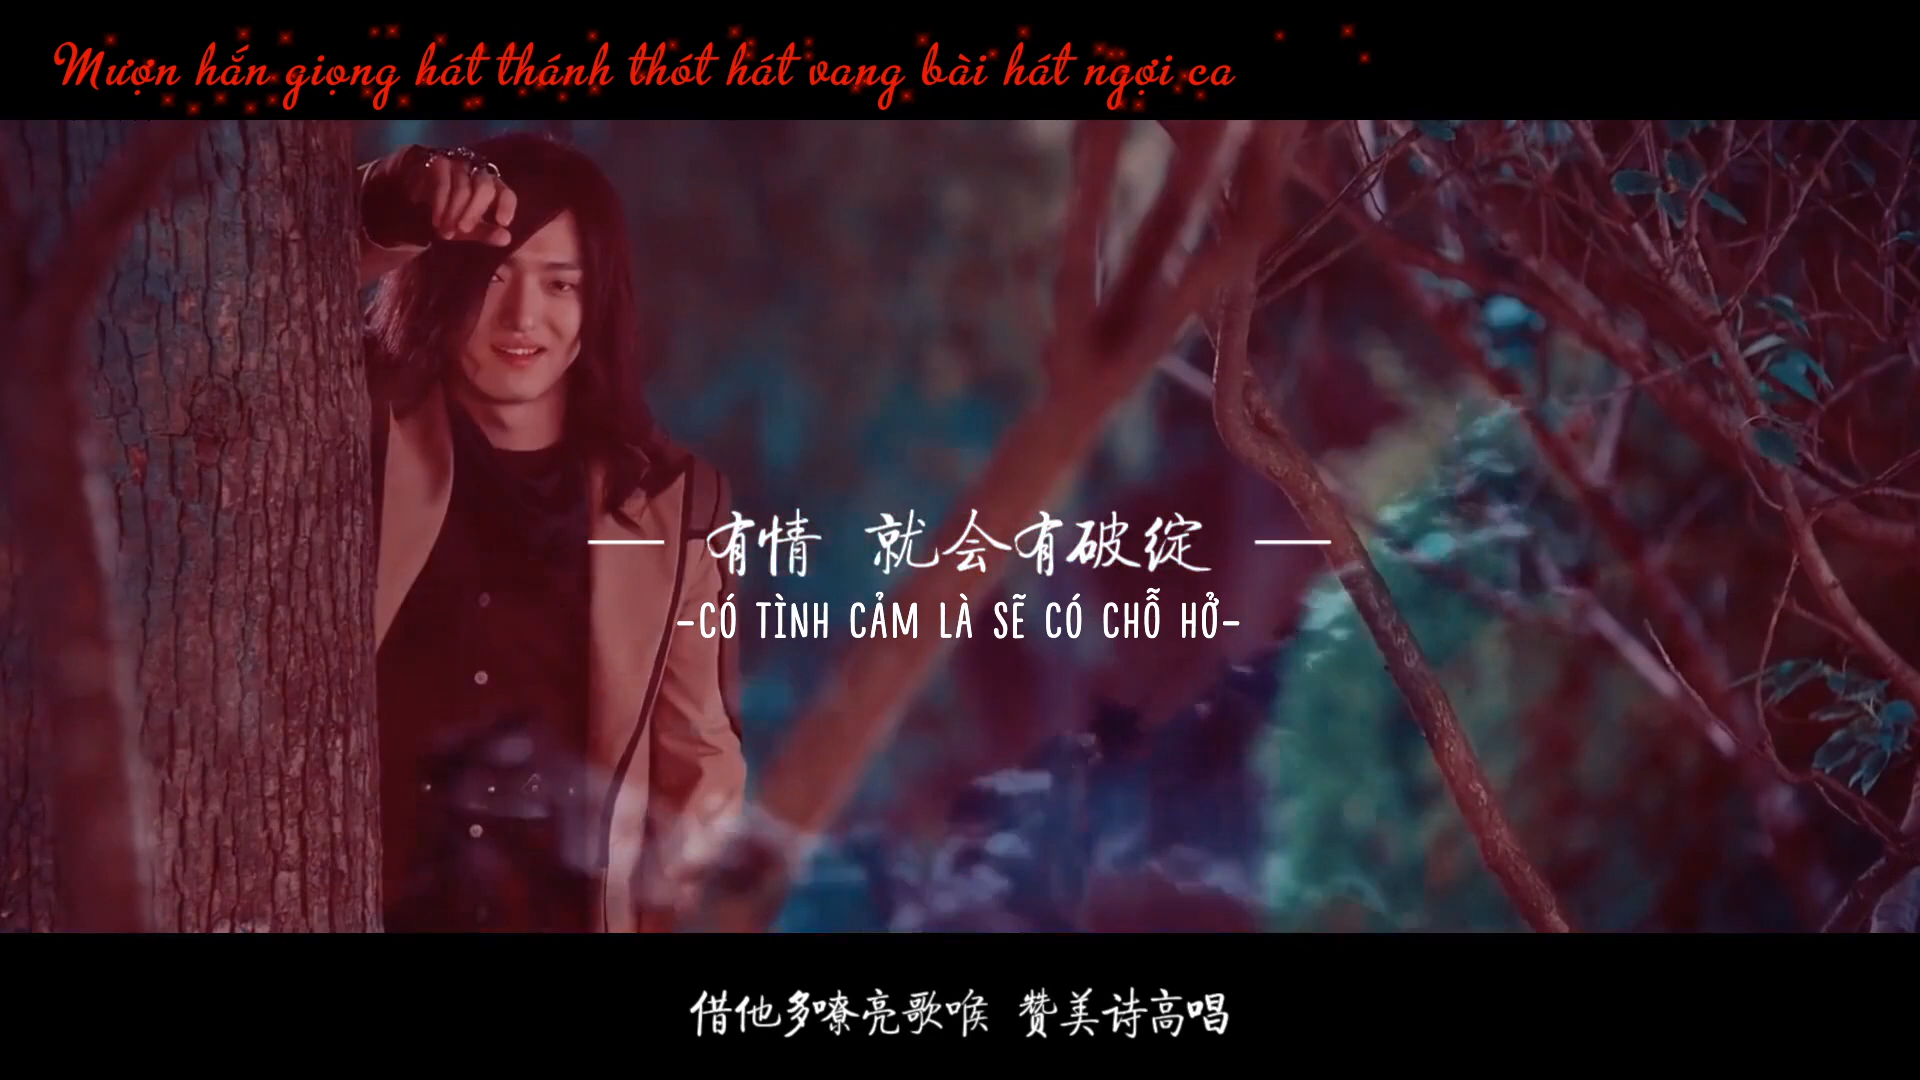 Mượn hắn giọng hát thánh thót hát vang bài hát ngợi ca
有情 就会有破绽
-CÓ TÌNH CẢM LÀ SẼ CÓ CHỖ HỞ-
借他多嘹亮歌喉 赞美诗高唱